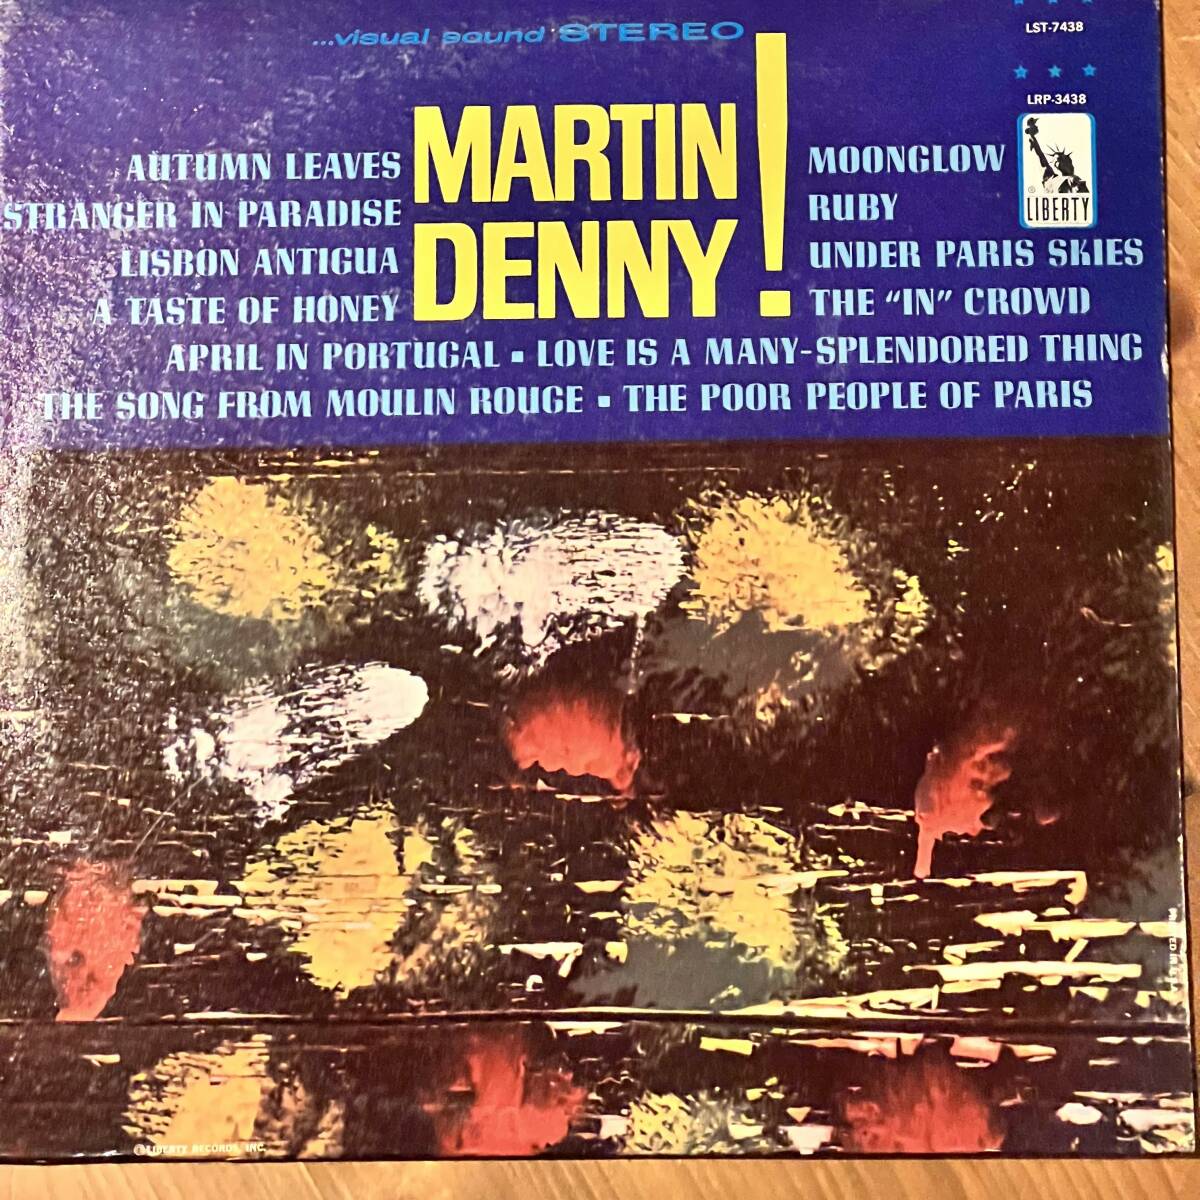 ...visual sound STEREO
LST-7438
LRP-3438
MARTIN
DENNY!
AUTUMN LEAVES
STRANGER IN PARADISE
LISBON ANTIGUA
A TASTE OF HONEY
MOONGLOW
RUBY
UNDER PARIS SKIES
THE “IN” CROWD
LIBERTY
APRIL IN PORTUGAL ▪ LOVE IS A MANY-SPLENDORED THING
THE SONG FROM MOULIN ROUGE ▪ THE POOR PEOPLE OF PARIS
PRINTED IN U.S.A.
©LIBERTY RECORDS, INC.